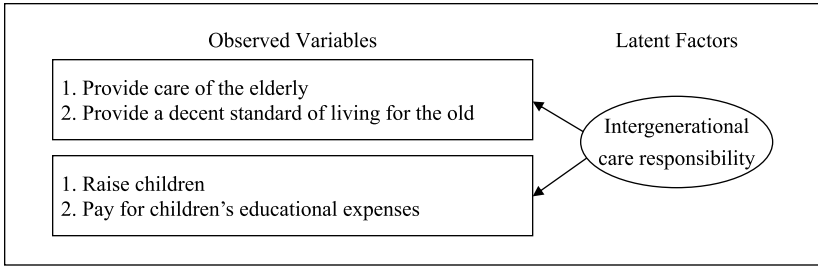 Observed Variables
Latent Factors
1. Provide care of the elderly
2. Provide a decent standard of living for the old
Intergenerational
care responsibility
1. Raise children
2. Pay for children’s educational expenses